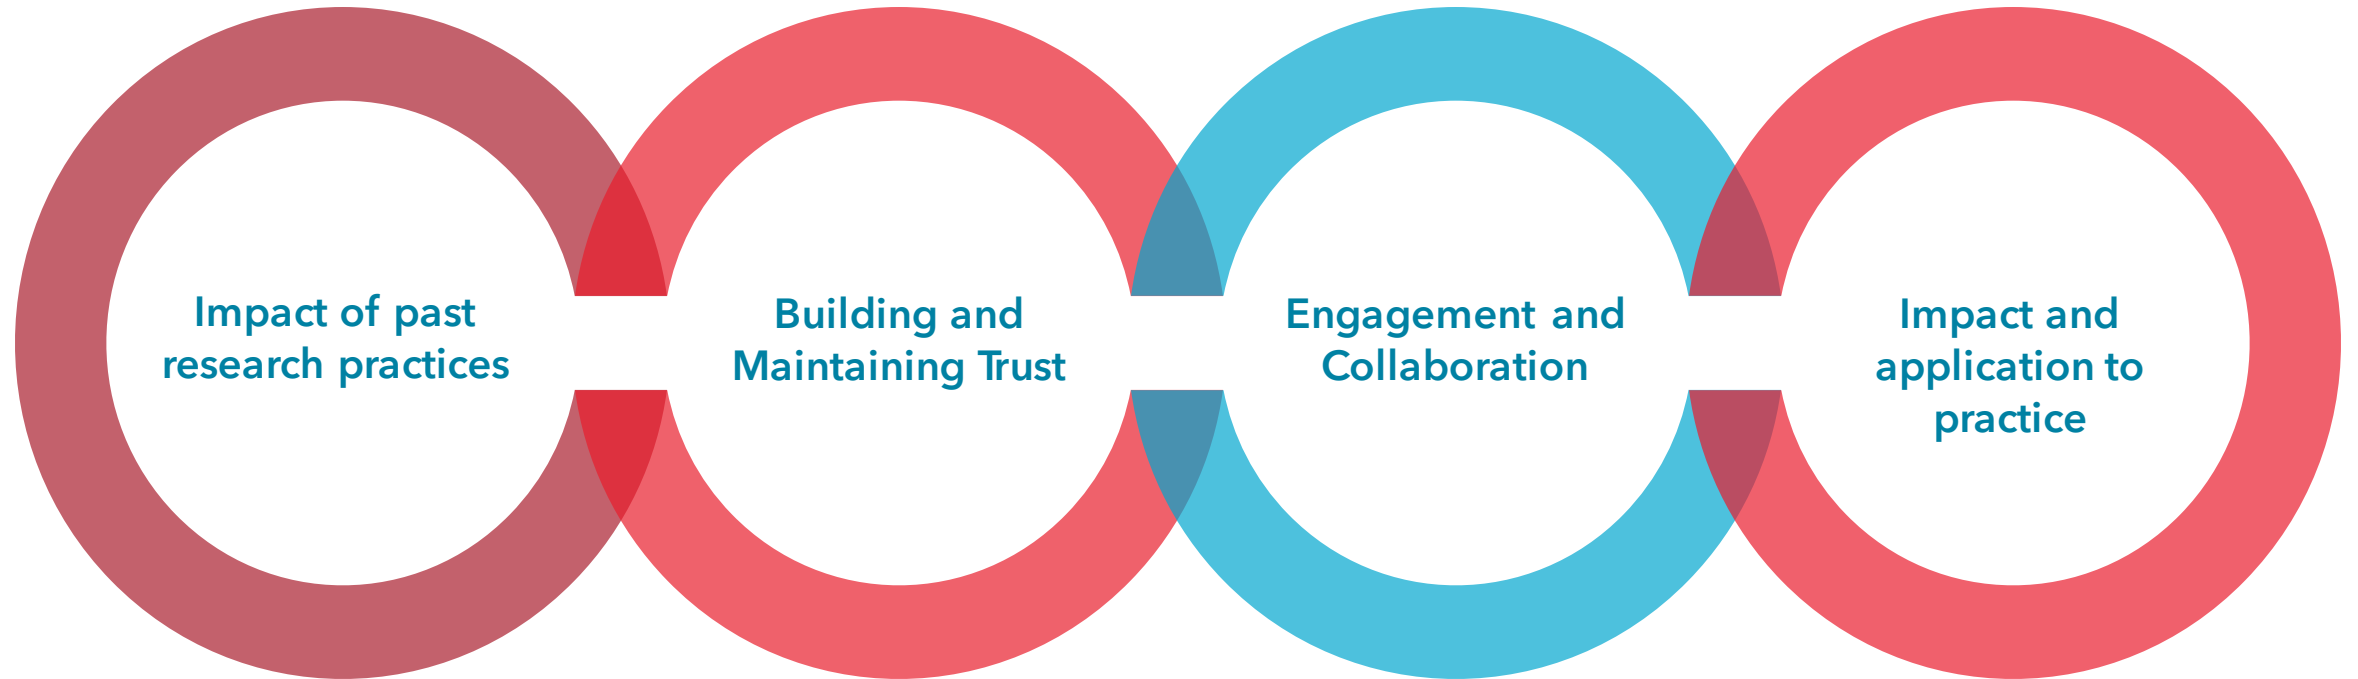 Impact of past
research practices
Building and
Maintaining Trust
Engagement and
Collaboration
Impact and
application to
practice